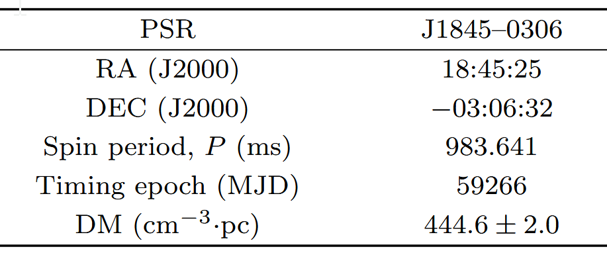 PSR J1845–0306
RA (J2000) 18:45:25
DEC (J2000) −03:06:32
Spin period, P (ms) 983.641
Timing epoch (MJD) 59266
DM (cm⁻³·pc) 444.6 ± 2.0